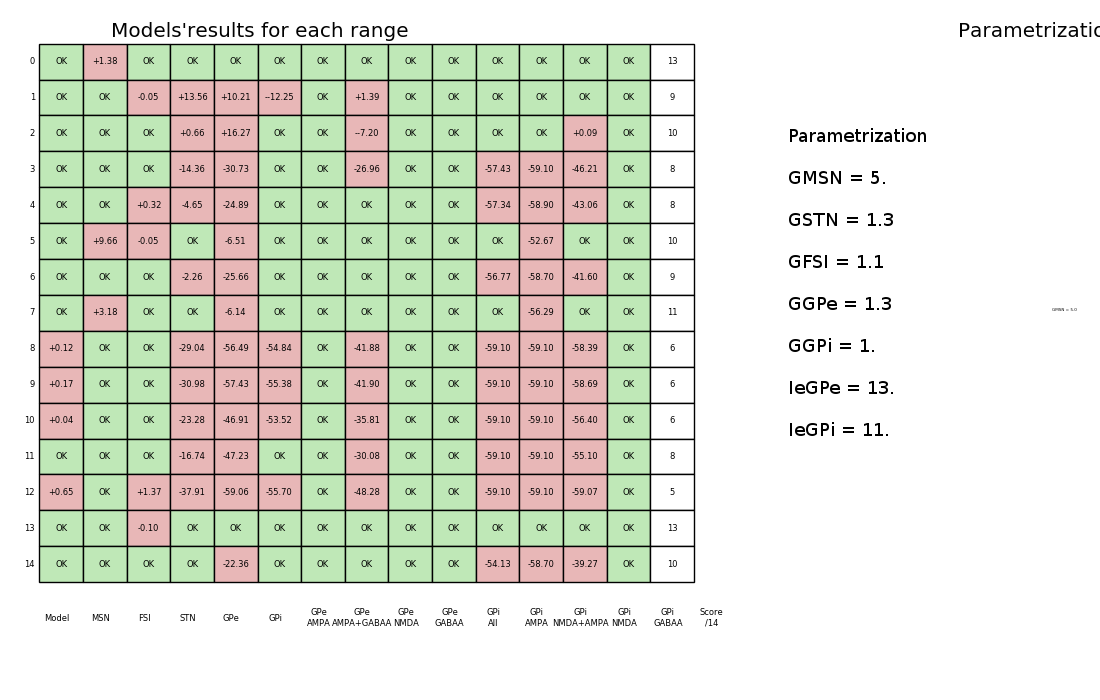 Models'results for each range
Parametrizatio
0 OK +1.38 OK OK OK OK OK OK OK OK OK OK OK OK 13
1 OK OK -0.05 +13.56 +10.21 --12.25 OK +1.39 OK OK OK OK OK OK 9
2 OK OK OK +0.66 +16.27 OK OK --7.20 OK OK OK OK +0.09 OK 10
3 OK OK OK -14.36 -30.73 OK OK -26.96 OK OK -57.43 -59.10 -46.21 OK 8
4 OK OK +0.32 -4.65 -24.89 OK OK OK OK OK -57.34 -58.90 -43.06 OK 8
5 OK +9.66 -0.05 OK -6.51 OK OK OK OK OK OK -52.67 OK OK 10
6 OK OK OK -2.26 -25.66 OK OK OK OK OK -56.77 -58.70 -41.60 OK 9
7 OK +3.18 OK OK -6.14 OK OK OK OK OK OK -56.29 OK OK 11
8 +0.12 OK OK -29.04 -56.49 -54.84 OK -41.88 OK OK -59.10 -59.10 -58.39 OK 6
9 +0.17 OK OK -30.98 -57.43 -55.38 OK -41.90 OK OK -59.10 -59.10 -58.69 OK 6
10 +0.04 OK OK -23.28 -46.91 -53.52 OK -35.81 OK OK -59.10 -59.10 -56.40 OK 6
11 OK OK OK -16.74 -47.23 OK OK -30.08 OK OK -59.10 -59.10 -55.10 OK 8
12 +0.65 OK +1.37 -37.91 -59.06 -55.70 OK -48.28 OK OK -59.10 -59.10 -59.07 OK 5
13 OK OK -0.10 OK OK OK OK OK OK OK OK OK OK OK 13
14 OK OK OK OK -22.36 OK OK OK OK OK -54.13 -58.70 -39.27 OK 10
GPe GPe GPe GPe GPi GPi GPi GPi GPi Score
Model MSN FSI STN GPe GPi
AMPA AMPA+GABAA NMDA GABAA All AMPA NMDA+AMPA NMDA GABAA /14
Parametrization
GMSN = 5.
GSTN = 1.3
GFSI = 1.1
GGPe = 1.3
GGPi = 1.
IeGPe = 13.
IeGPi = 11.
GMSN = 5.0